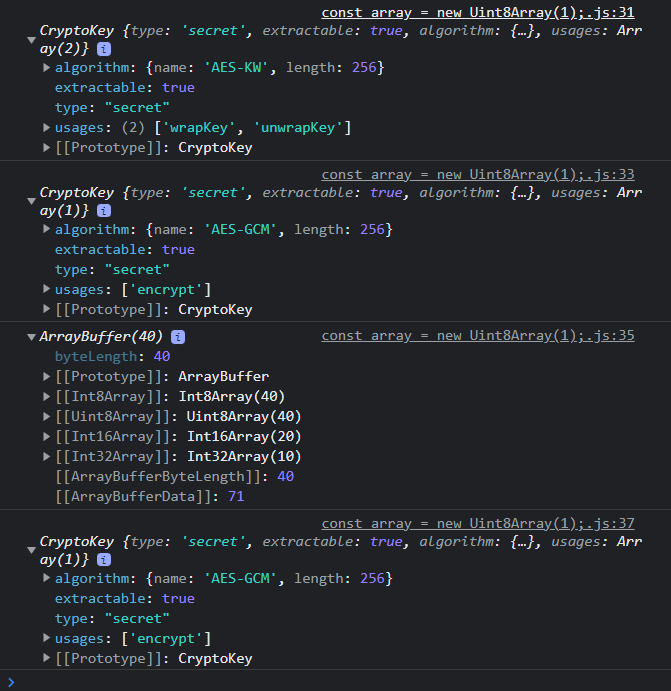 const array = new Uint8Array(1);.js:31
CryptoKey {type: 'secret', extractable: true, algorithm: {…}, usages: Arr
ay(2)} i
algorithm: {name: 'AES-KW', length: 256}
extractable: true
type: "secret"
usages: (2) ['wrapKey', 'unwrapKey']
[[Prototype]]: CryptoKey
const array = new Uint8Array(1);.js:33
CryptoKey {type: 'secret', extractable: true, algorithm: {…}, usages: Arr
ay(1)} i
algorithm: {name: 'AES-GCM', length: 256}
extractable: true
type: "secret"
usages: ['encrypt']
[[Prototype]]: CryptoKey
ArrayBuffer(40) i const array = new Uint8Array(1);.js:35
byteLength: 40
[[Prototype]]: ArrayBuffer
[[Int8Array]]: Int8Array(40)
[[Uint8Array]]: Uint8Array(40)
[[Int16Array]]: Int16Array(20)
[[Int32Array]]: Int32Array(10)
[[ArrayBufferByteLength]]: 40
[[ArrayBufferData]]: 71
const array = new Uint8Array(1);.js:37
CryptoKey {type: 'secret', extractable: true, algorithm: {…}, usages: Arr
ay(1)} i
algorithm: {name: 'AES-GCM', length: 256}
extractable: true
type: "secret"
usages: ['encrypt']
[[Prototype]]: CryptoKey